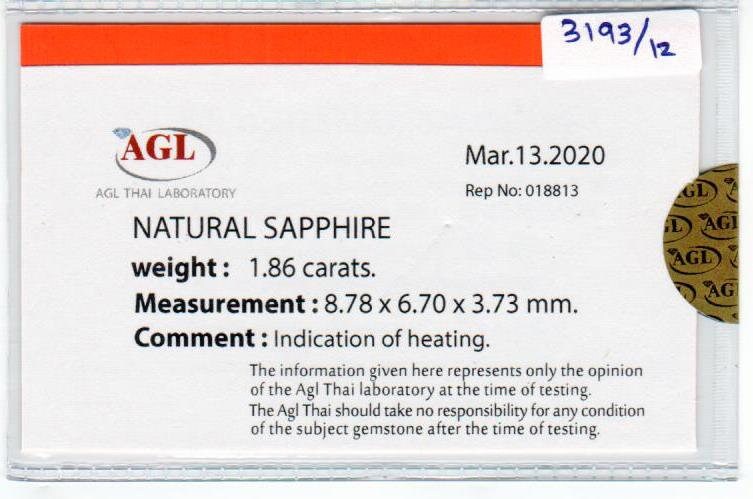 3193/12
AGL
Mar.13.2020
AGL THAI LABORATORY
Rep No: 018813
NATURAL SAPPHIRE
weight : 1.86 carats.
Measurement : 8.78 x 6.70 x 3.73 mm.
Comment : Indication of heating.
The information given here represents only the opinion
of the Agl Thai laboratory at the time of testing.
The Agl Thai should take no responsibility for any condition
of the subject gemstone after the time of testing.
GL
L AGL
AGL
AG